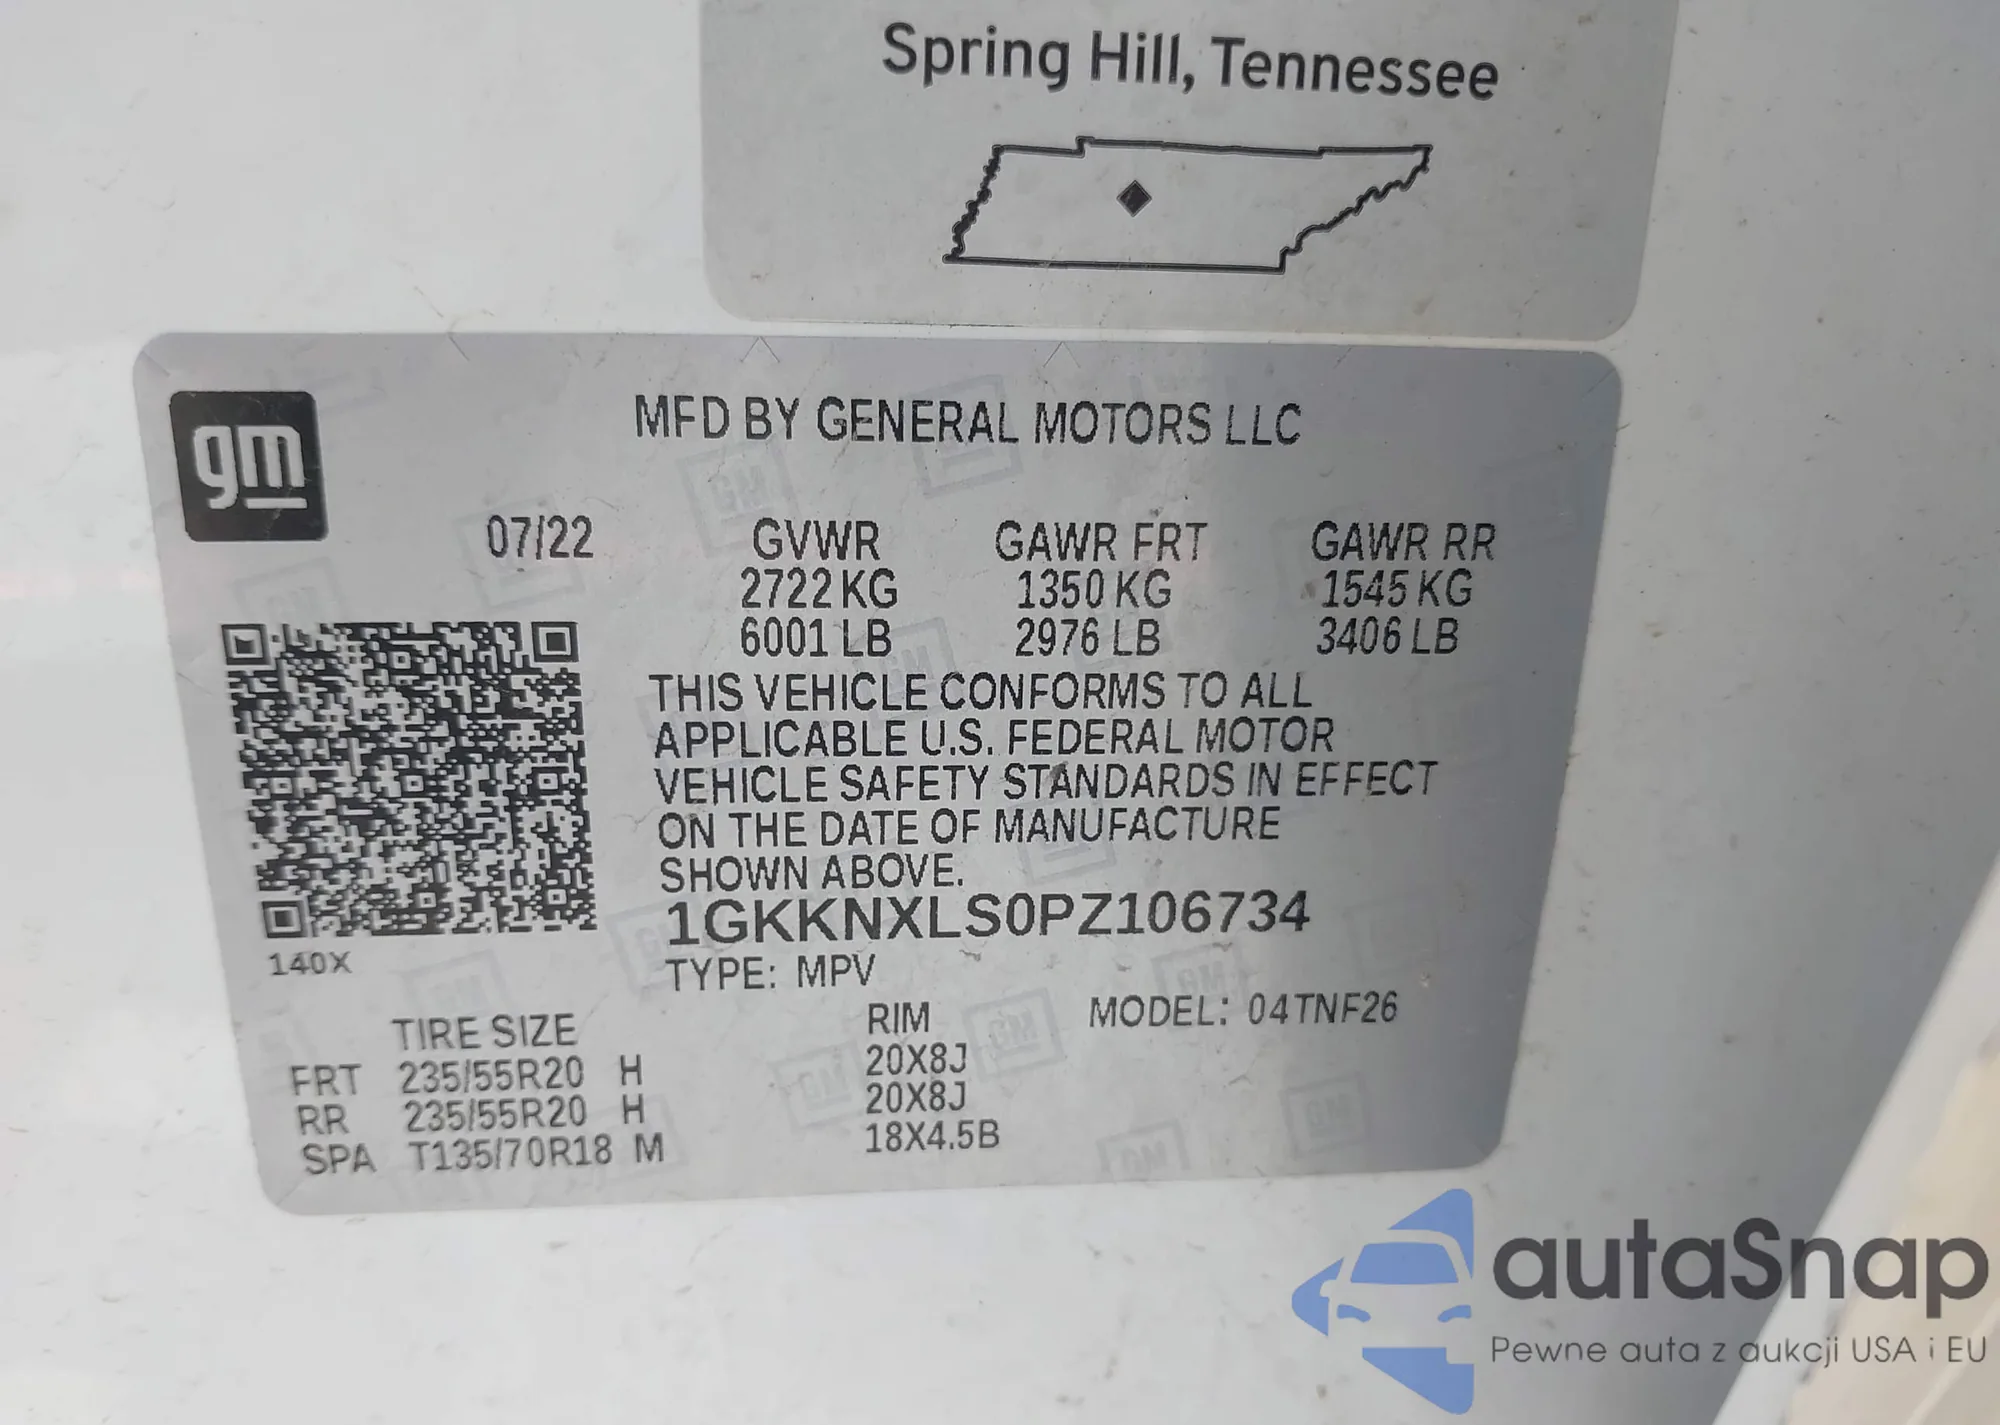 Spring Hill, Tennessee
gm
MFD BY GENERAL MOTORS LLC
07/22 GVWR GAWR FRT GAWR RR
2722 KG 1350 KG 1545 KG
6001 LB 2976 LB 3406 LB
THIS VEHICLE CONFORMS TO ALL
APPLICABLE U.S. FEDERAL MOTOR
VEHICLE SAFETY STANDARDS IN EFFECT
ON THE DATE OF MANUFACTURE
SHOWN ABOVE.
1GKKNXLS0PZ106734
140X
TYPE: MPV
TIRE SIZE RIM MODEL: 04TNF26
FRT 235/55R20 H 20X8J
RR 235/55R20 H 20X8J
SPA T135/70R18 M 18X4.5B
autaSnap
Pewne auta z aukcji USA i EU